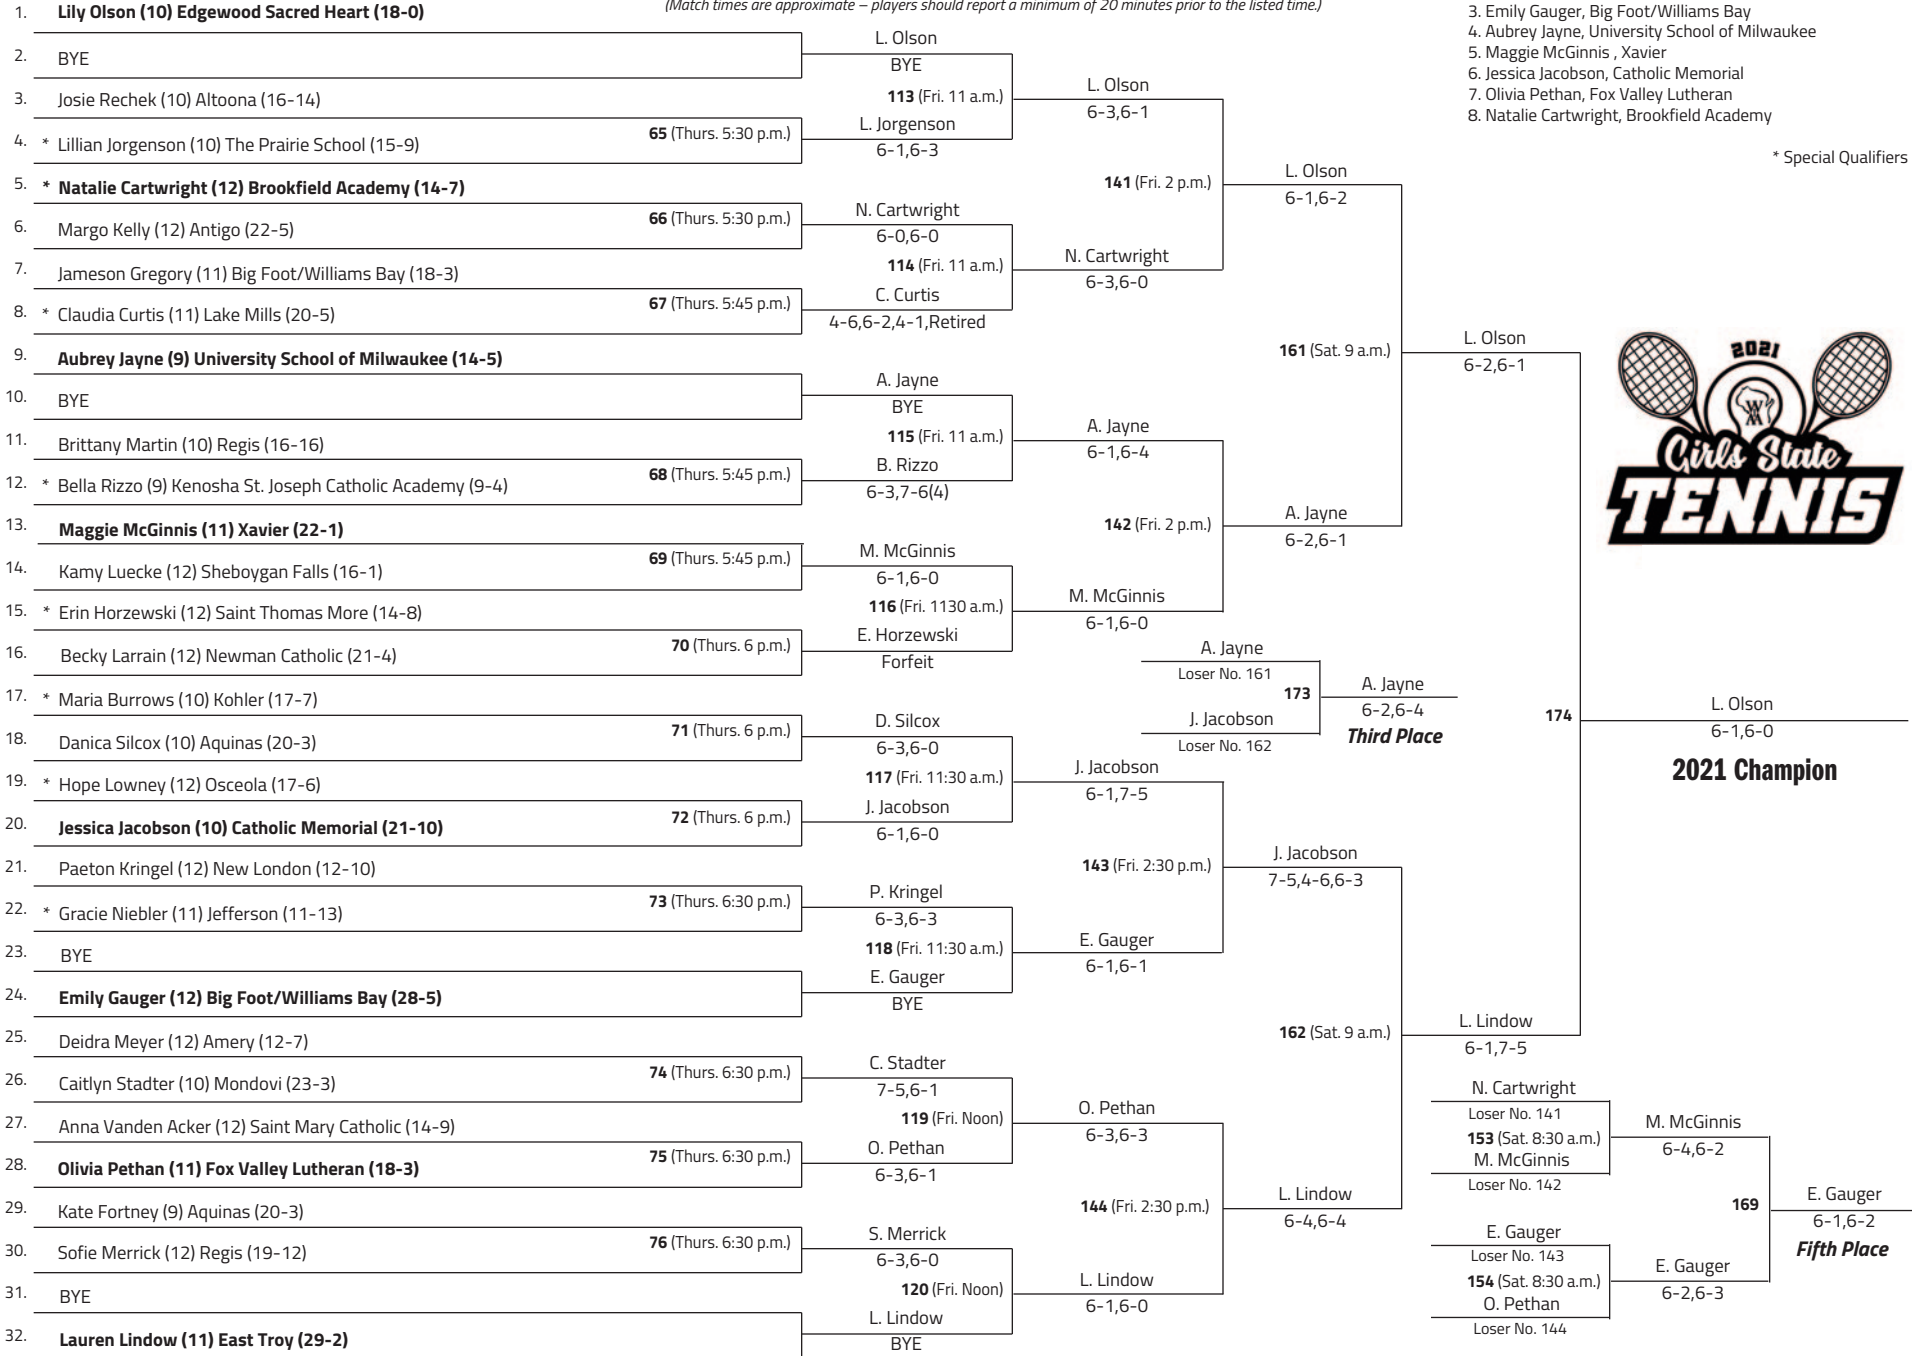 (Match times are approximate – players should report a minimum of 20 minutes prior to the listed time.)
1. Lily Olson (10) Edgewood Sacred Heart (18-0)
2. BYE
3. Josie Rechek (10) Altoona (16-14)
4. * Lillian Jorgenson (10) The Prairie School (15-9)
5. * Natalie Cartwright (12) Brookfield Academy (14-7)
6. Margo Kelly (12) Antigo (22-5)
7. Jameson Gregory (11) Big Foot/Williams Bay (18-3)
8. * Claudia Curtis (11) Lake Mills (20-5)
9. Aubrey Jayne (9) University School of Milwaukee (14-5)
10. BYE
11. Brittany Martin (10) Regis (16-16)
12. * Bella Rizzo (9) Kenosha St. Joseph Catholic Academy (9-4)
13. Maggie McGinnis (11) Xavier (22-1)
14. Kamy Luecke (12) Sheboygan Falls (16-1)
15. * Erin Horzewski (12) Saint Thomas More (14-8)
16. Becky Larrain (12) Newman Catholic (21-4)
17. * Maria Burrows (10) Kohler (17-7)
18. Danica Silcox (10) Aquinas (20-3)
19. * Hope Lowney (12) Osceola (17-6)
20. Jessica Jacobson (10) Catholic Memorial (21-10)
21. Paeton Kringel (12) New London (12-10)
22. * Gracie Niebler (11) Jefferson (11-13)
23. BYE
24. Emily Gauger (12) Big Foot/Williams Bay (28-5)
25. Deidra Meyer (12) Amery (12-7)
26. Caitlyn Stadter (10) Mondovi (23-3)
27. Anna Vanden Acker (12) Saint Mary Catholic (14-9)
28. Olivia Pethan (11) Fox Valley Lutheran (18-3)
29. Kate Fortney (9) Aquinas (20-3)
30. Sofie Merrick (12) Regis (19-12)
31. BYE
32. Lauren Lindow (11) East Troy (29-2)
65 (Thurs. 5:30 p.m.)
66 (Thurs. 5:30 p.m.)
67 (Thurs. 5:45 p.m.)
68 (Thurs. 5:45 p.m.)
69 (Thurs. 5:45 p.m.)
70 (Thurs. 6 p.m.)
71 (Thurs. 6 p.m.)
72 (Thurs. 6 p.m.)
73 (Thurs. 6:30 p.m.)
74 (Thurs. 6:30 p.m.)
75 (Thurs. 6:30 p.m.)
76 (Thurs. 6:30 p.m.)
L. Olson
BYE
113 (Fri. 11 a.m.)
L. Jorgenson
6-1,6-3
N. Cartwright
6-0,6-0
114 (Fri. 11 a.m.)
C. Curtis
4-6,6-2,4-1,Retired
A. Jayne
BYE
115 (Fri. 11 a.m.)
B. Rizzo
6-3,7-6(4)
M. McGinnis
6-1,6-0
116 (Fri. 1130 a.m.)
E. Horzewski
Forfeit
D. Silcox
6-3,6-0
117 (Fri. 11:30 a.m.)
J. Jacobson
6-1,6-0
P. Kringel
6-3,6-3
118 (Fri. 11:30 a.m.)
E. Gauger
BYE
C. Stadter
7-5,6-1
119 (Fri. Noon)
O. Pethan
6-3,6-1
S. Merrick
6-3,6-0
120 (Fri. Noon)
L. Lindow
BYE
L. Olson
6-3,6-1
141 (Fri. 2 p.m.)
N. Cartwright
6-3,6-0
A. Jayne
6-1,6-4
142 (Fri. 2 p.m.)
M. McGinnis
6-1,6-0
J. Jacobson
6-1,7-5
143 (Fri. 2:30 p.m.)
E. Gauger
6-1,6-1
O. Pethan
6-3,6-3
144 (Fri. 2:30 p.m.)
L. Lindow
6-1,6-0
L. Olson
6-1,6-2
161 (Sat. 9 a.m.)
A. Jayne
6-2,6-1
J. Jacobson
7-5,4-6,6-3
162 (Sat. 9 a.m.)
L. Lindow
6-4,6-4
A. Jayne
Loser No. 161
173
J. Jacobson
Loser No. 162
A. Jayne
6-2,6-4
Third Place
L. Olson
6-2,6-1
174
L. Lindow
6-1,7-5
L. Olson
6-1,6-0
2021 Champion
N. Cartwright
Loser No. 141
153 (Sat. 8:30 a.m.)
M. McGinnis
Loser No. 142
E. Gauger
Loser No. 143
154 (Sat. 8:30 a.m.)
O. Pethan
Loser No. 144
M. McGinnis
6-4,6-2
169
E. Gauger
6-2,6-3
E. Gauger
6-1,6-2
Fifth Place
3. Emily Gauger, Big Foot/Williams Bay
4. Aubrey Jayne, University School of Milwaukee
5. Maggie McGinnis , Xavier
6. Jessica Jacobson, Catholic Memorial
7. Olivia Pethan, Fox Valley Lutheran
8. Natalie Cartwright, Brookfield Academy
* Special Qualifiers
2021
Girls State
TENNIS